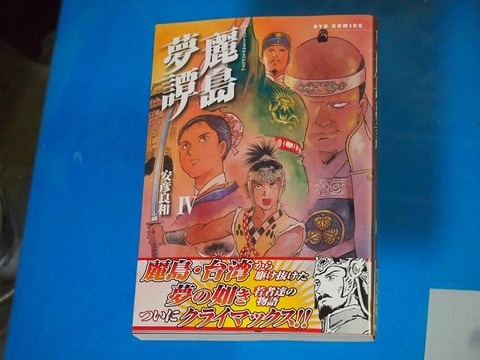 RYU COMICS
麗島
夢譚
安彦良和
IV
麗島・台湾から
駆け抜けた
夢の如き若者達の
物語
ついにクライマックス!!